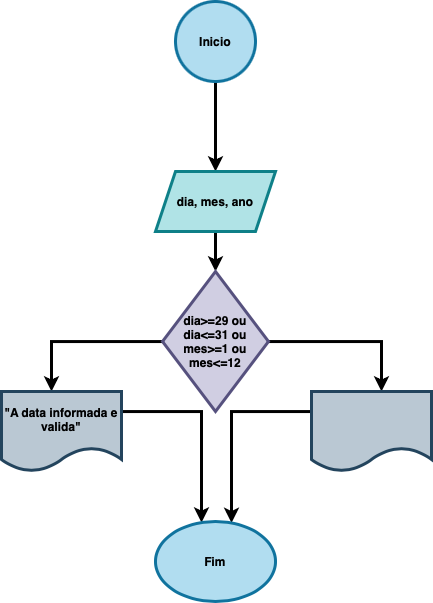 Inicio
dia, mes, ano
dia>=29 ou
dia<=31 ou
mes>=1 ou
mes<=12
"A data informada e
valida"
Fim